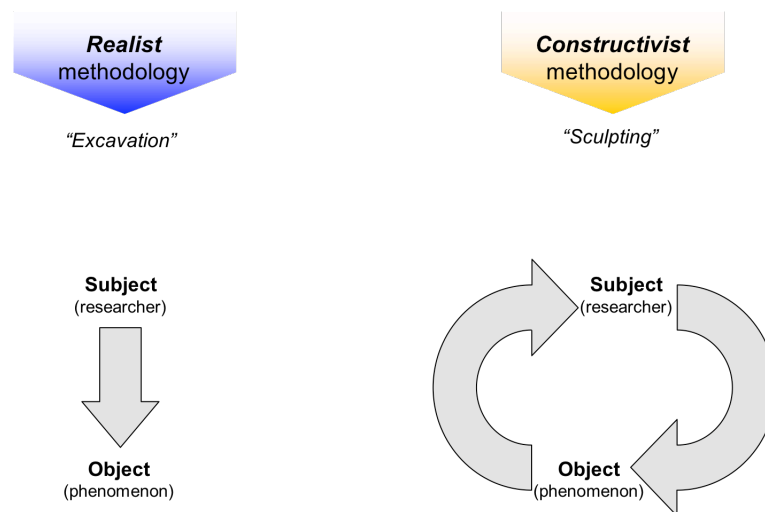 Realist
methodology
“Excavation”
Subject
(researcher)
Object
(phenomenon)
Constructivist
methodology
“Sculpting”
Subject
(researcher)
Object
(phenomenon)